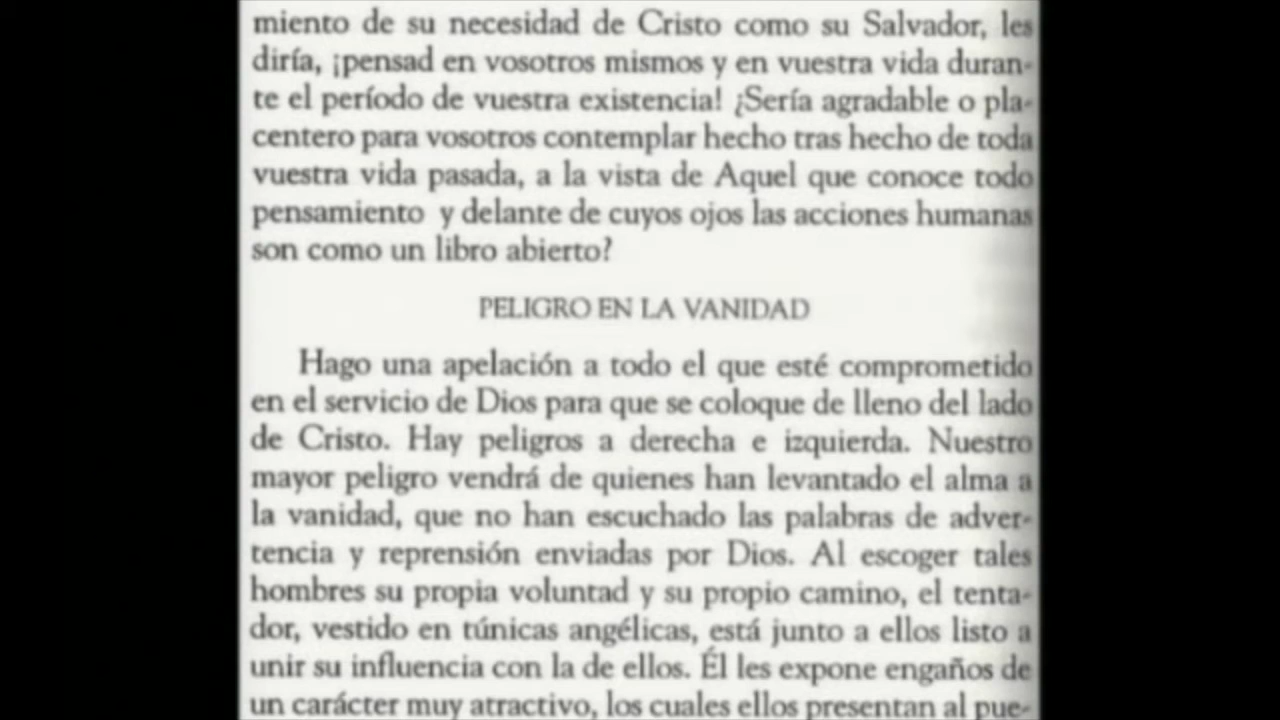 miento de su necesidad de Cristo como su Salvador, les
diría, ¡pensad en vosotros mismos y en vuestra vida duran-
te el período de vuestra existencia! ¿Sería agradable o pla-
centero para vosotros contemplar hecho tras hecho de toda
vuestra vida pasada, a la vista de Aquel que conoce todo
pensamiento y delante de cuyos ojos las acciones humanas
son como un libro abierto?
PELIGRO EN LA VANIDAD
Hago una apelación a todo el que esté comprometido
en el servicio de Dios para que se coloque de lleno del lado
de Cristo. Hay peligros a derecha e izquierda. Nuestro
mayor peligro vendrá de quienes han levantado el alma a
la vanidad, que no han escuchado las palabras de adver-
tencia y reprensión enviadas por Dios. Al escoger tales
hombres su propia voluntad y su propio camino, el tenta-
dor, vestido en túnicas angélicas, está junto a ellos listo a
unir su influencia con la de ellos. Él les expone engaños de
un carácter muy atractivo, los cuales ellos presentan al pue-